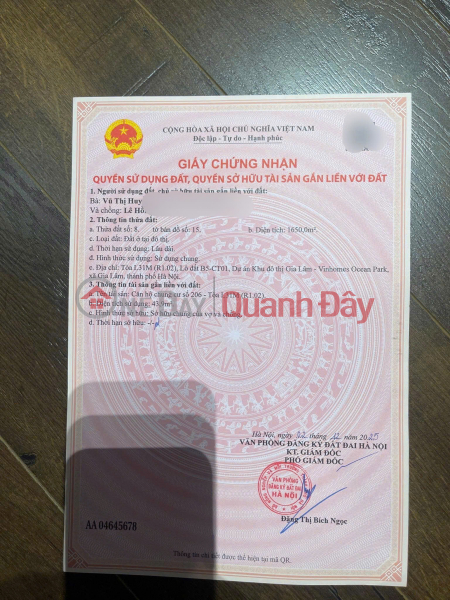 CỘNG HÒA XÃ HỘI CHỦ NGHĨA VIỆT NAM
Độc lập - Tự do - Hạnh phúc
GIẤY CHỨNG NHẬN
QUYỀN SỬ DỤNG ĐẤT, QUYỀN SỞ HỮU TÀI SẢN GẮN LIỀN VỚI ĐẤT
1. Người sử dụng đất, chủ sở hữu tài sản gắn liền với đất:
Bà: Vũ Thị Huy
Và chồng: Lê Hồ.
2. Thông tin thửa đất:
a. Thửa đất số: 8, tờ bản đồ số: 15, b. Diện tích: 1650,0m².
c. Loại đất: Đất ở tại đô thị.
d. Thời hạn sử dụng: Lâu dài.
đ. Hình thức sử dụng: Sử dụng chung.
e. Địa chỉ: Tòa L31M (R1.02), Lô đất B5-CT01, Dự án Khu đô thị Gia Lâm - Vinhomes Ocean Park,
xã Gia Lâm, thành phố Hà Nội.
3. Thông tin tài sản gắn liền với đất:
a. Tên tài sản: Căn hộ chung cư số 206 - Tòa L31M (R1.02).
b. Diện tích sử dụng: 43,9m².
c. Hình thức sở hữu: Sở hữu chung của vợ và chồng.
d. Thời hạn sở hữu: -/-
Quanh Đây
Hà Nội, ngày 22 tháng 12 năm 2025
VĂN PHÒNG ĐĂNG KÝ ĐẤT ĐAI HÀ NỘI
KT. GIÁM ĐỐC
PHÓ GIÁM ĐỐC
VĂN PHÒNG
ĐĂNG KÝ ĐẤT ĐAI
HÀ NỘI
Đặng Thị Bích Ngọc
AA 04645678
Thông tin chi tiết được thể hiện tại mã QR.